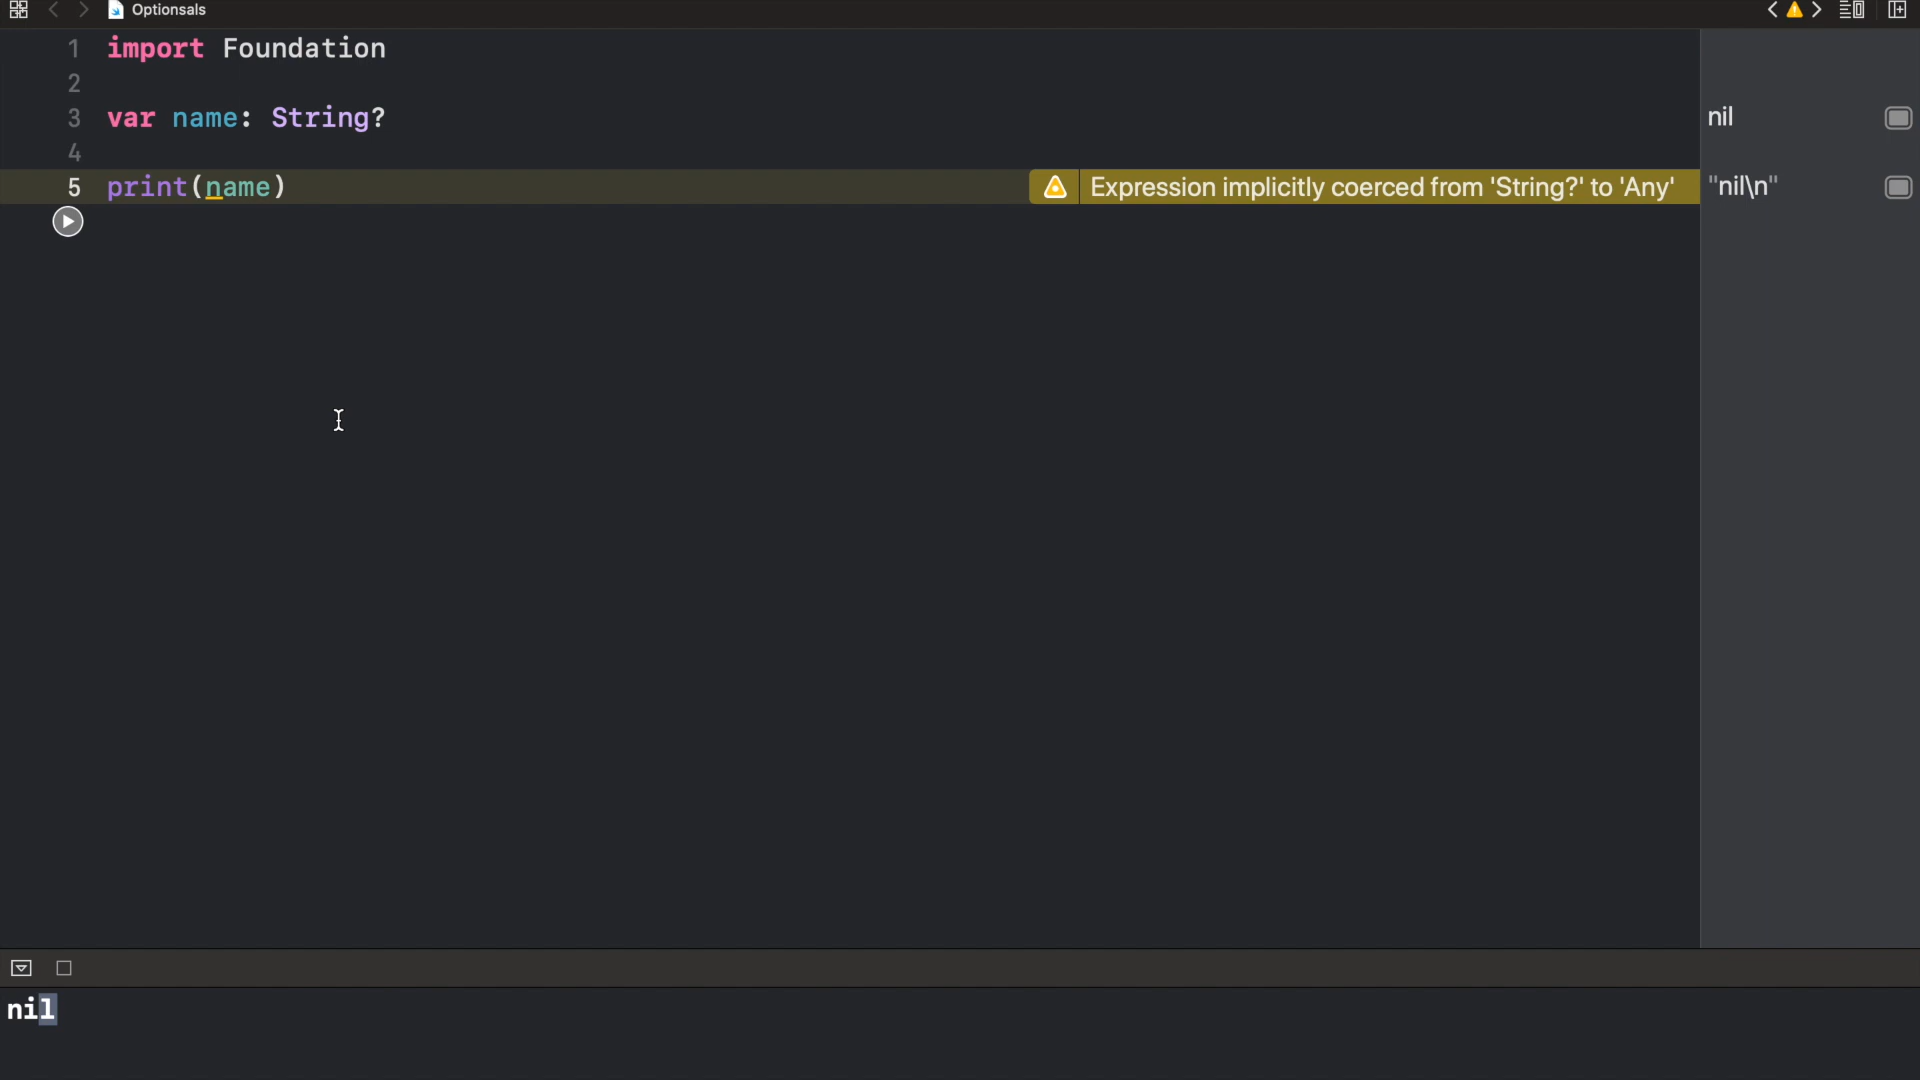 Optionsals
1 import Foundation
2
3 var name: String?
nil
4
5 print(name)
Expression implicitly coerced from 'String?' to 'Any'
"nil\n"
nil